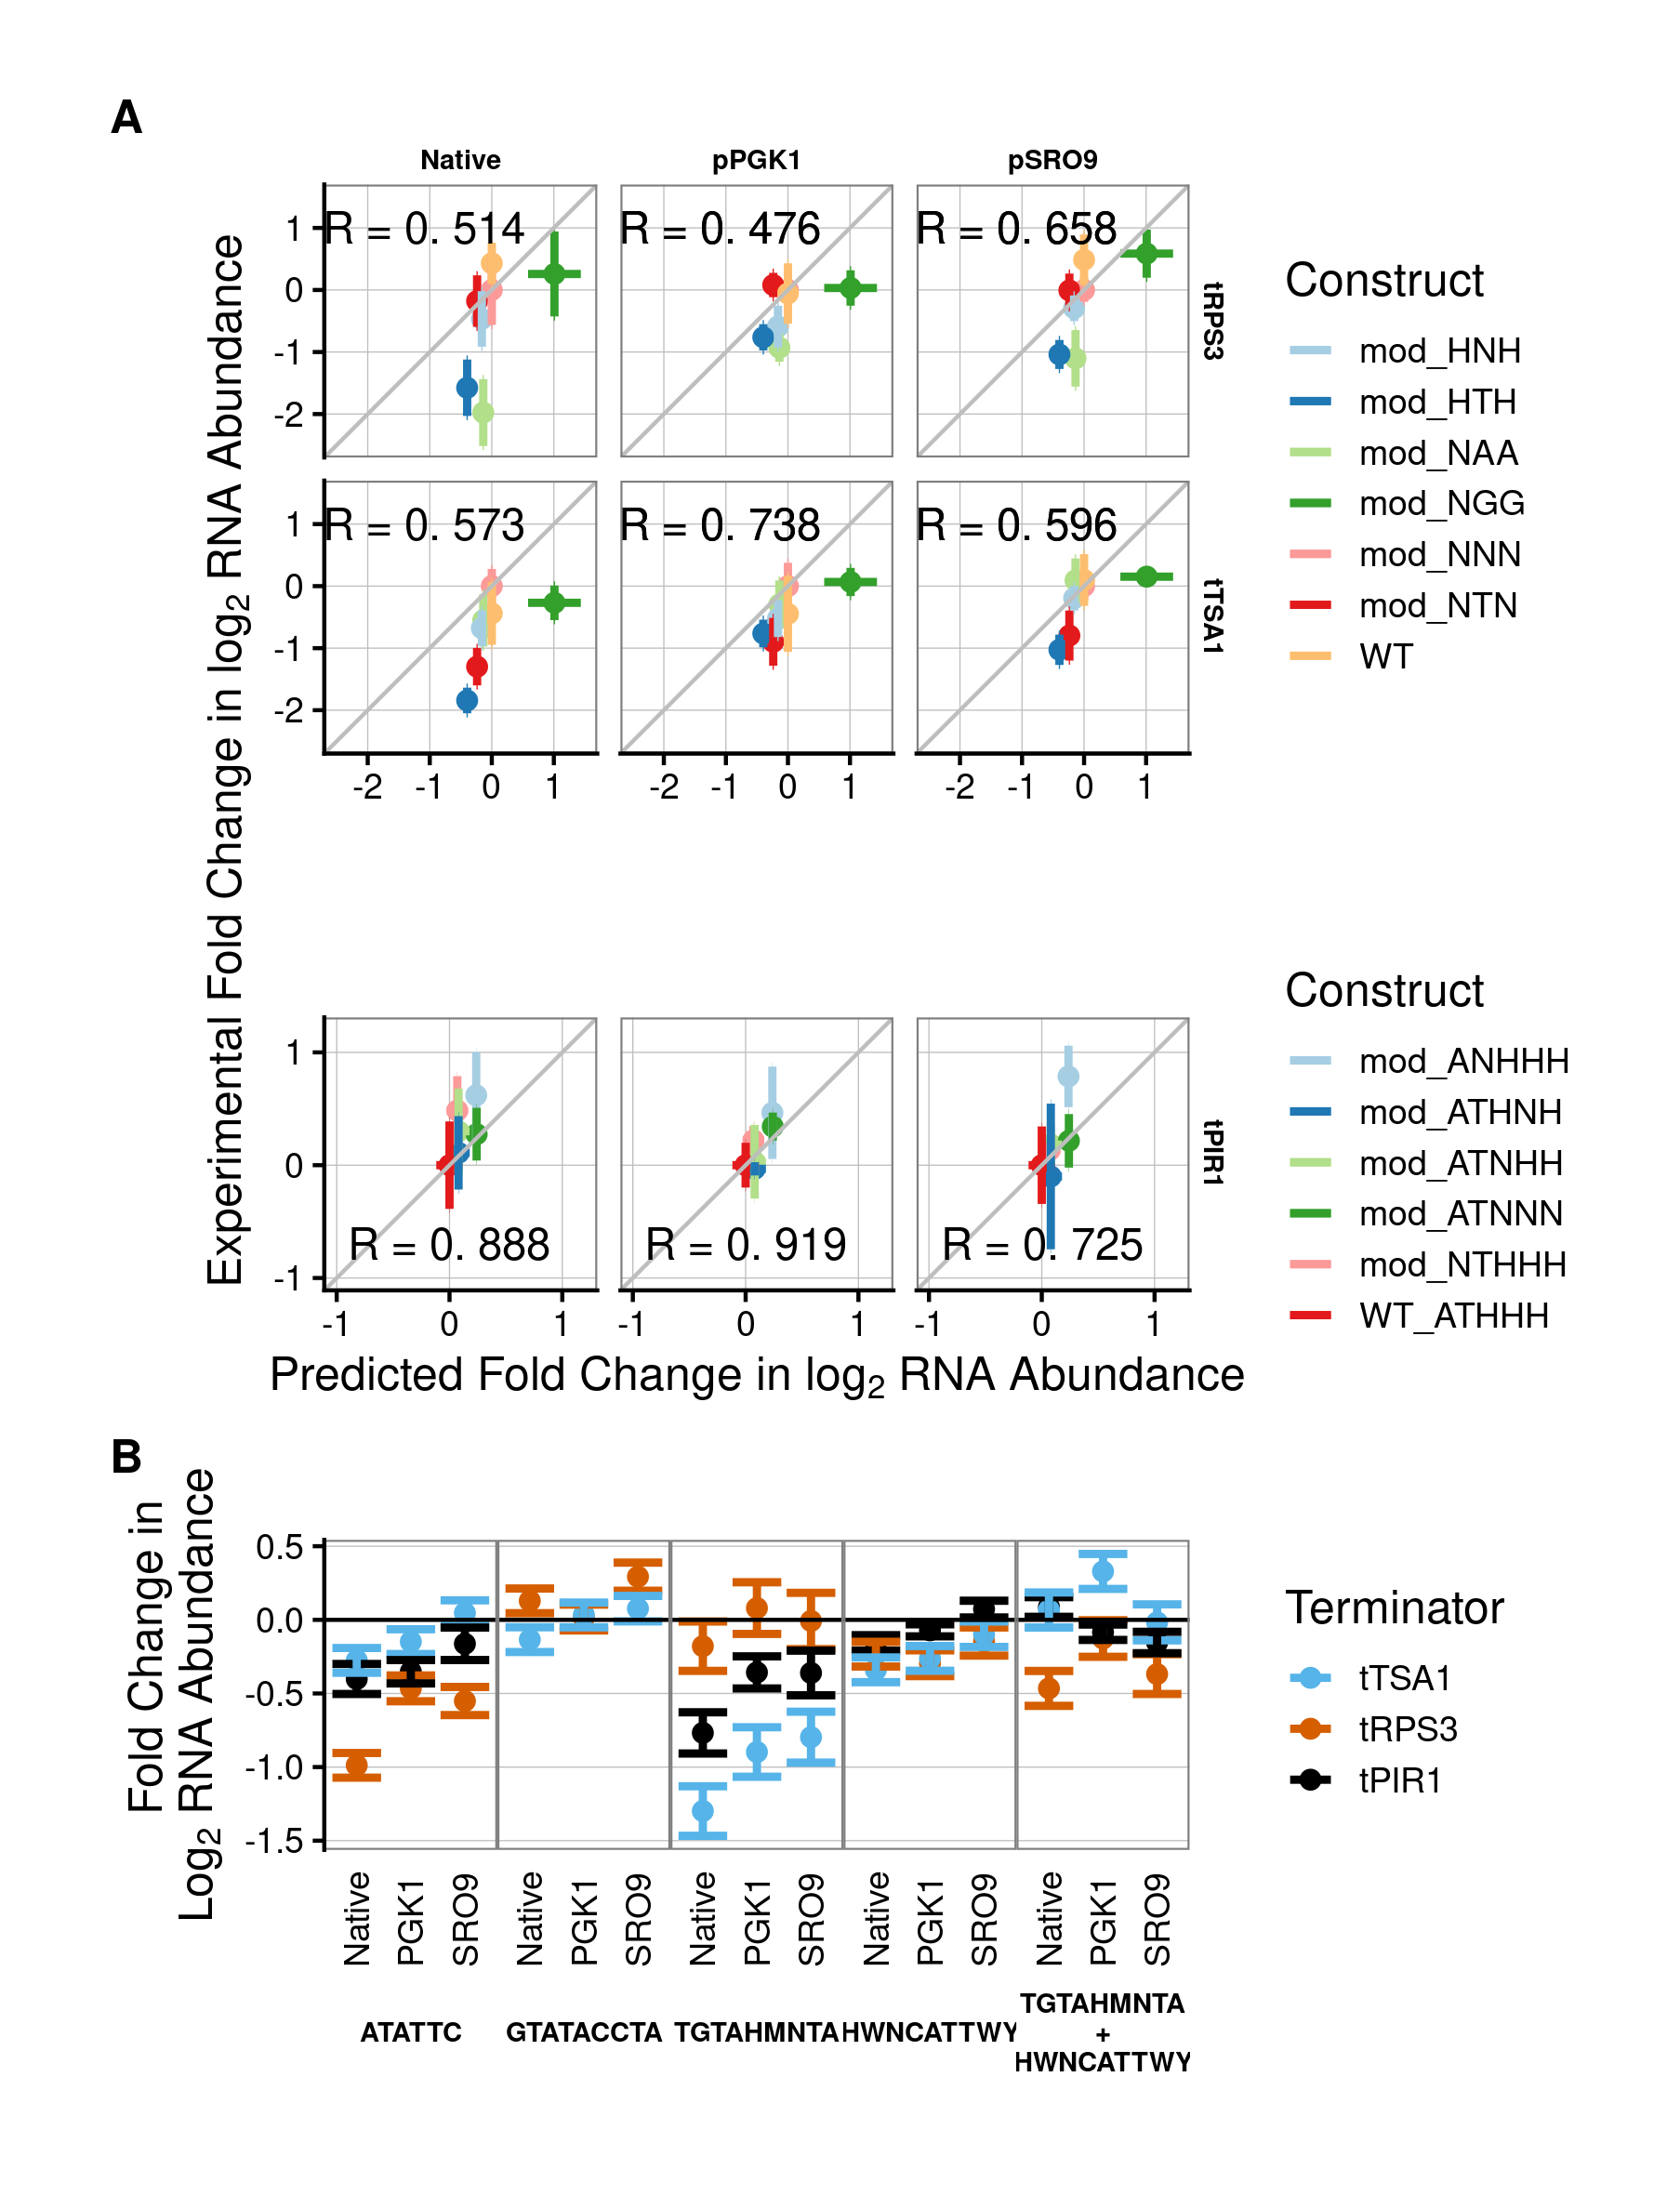 A
Native pPGK1 pSRO9
Experimental Fold Change in log2 RNA Abundance
R = 0. 514 R = 0. 476 R = 0. 658
1
0
-1
-2
tRPS3
R = 0. 573 R = 0. 738 R = 0. 596
1
0
-1
-2
tTSA1
-2 -1 0 1 -2 -1 0 1 -2 -1 0 1
Construct
mod_HNH
mod_HTH
mod_NAA
mod_NGG
mod_NNN
mod_NTN
WT
1
0
-1
R = 0. 888 R = 0. 919 R = 0. 725
tPIR1
-1 0 1 -1 0 1 -1 0 1
Predicted Fold Change in log2 RNA Abundance
Construct
mod_ANHHH
mod_ATHNH
mod_ATNHH
mod_ATNNN
mod_NTHHH
WT_ATHHH
B
Fold Change in
Log2 RNA Abundance
0.5
0.0
-0.5
-1.0
-1.5
Native PGK1 SRO9 Native PGK1 SRO9 Native PGK1 SRO9 Native PGK1 SRO9 Native PGK1 SRO9
ATATTC GTATACCTA TGTAHMNTA HWNCATTWY
TGTAHMNTA
+
HWNCATTWY
Terminator
tTSA1
tRPS3
tPIR1